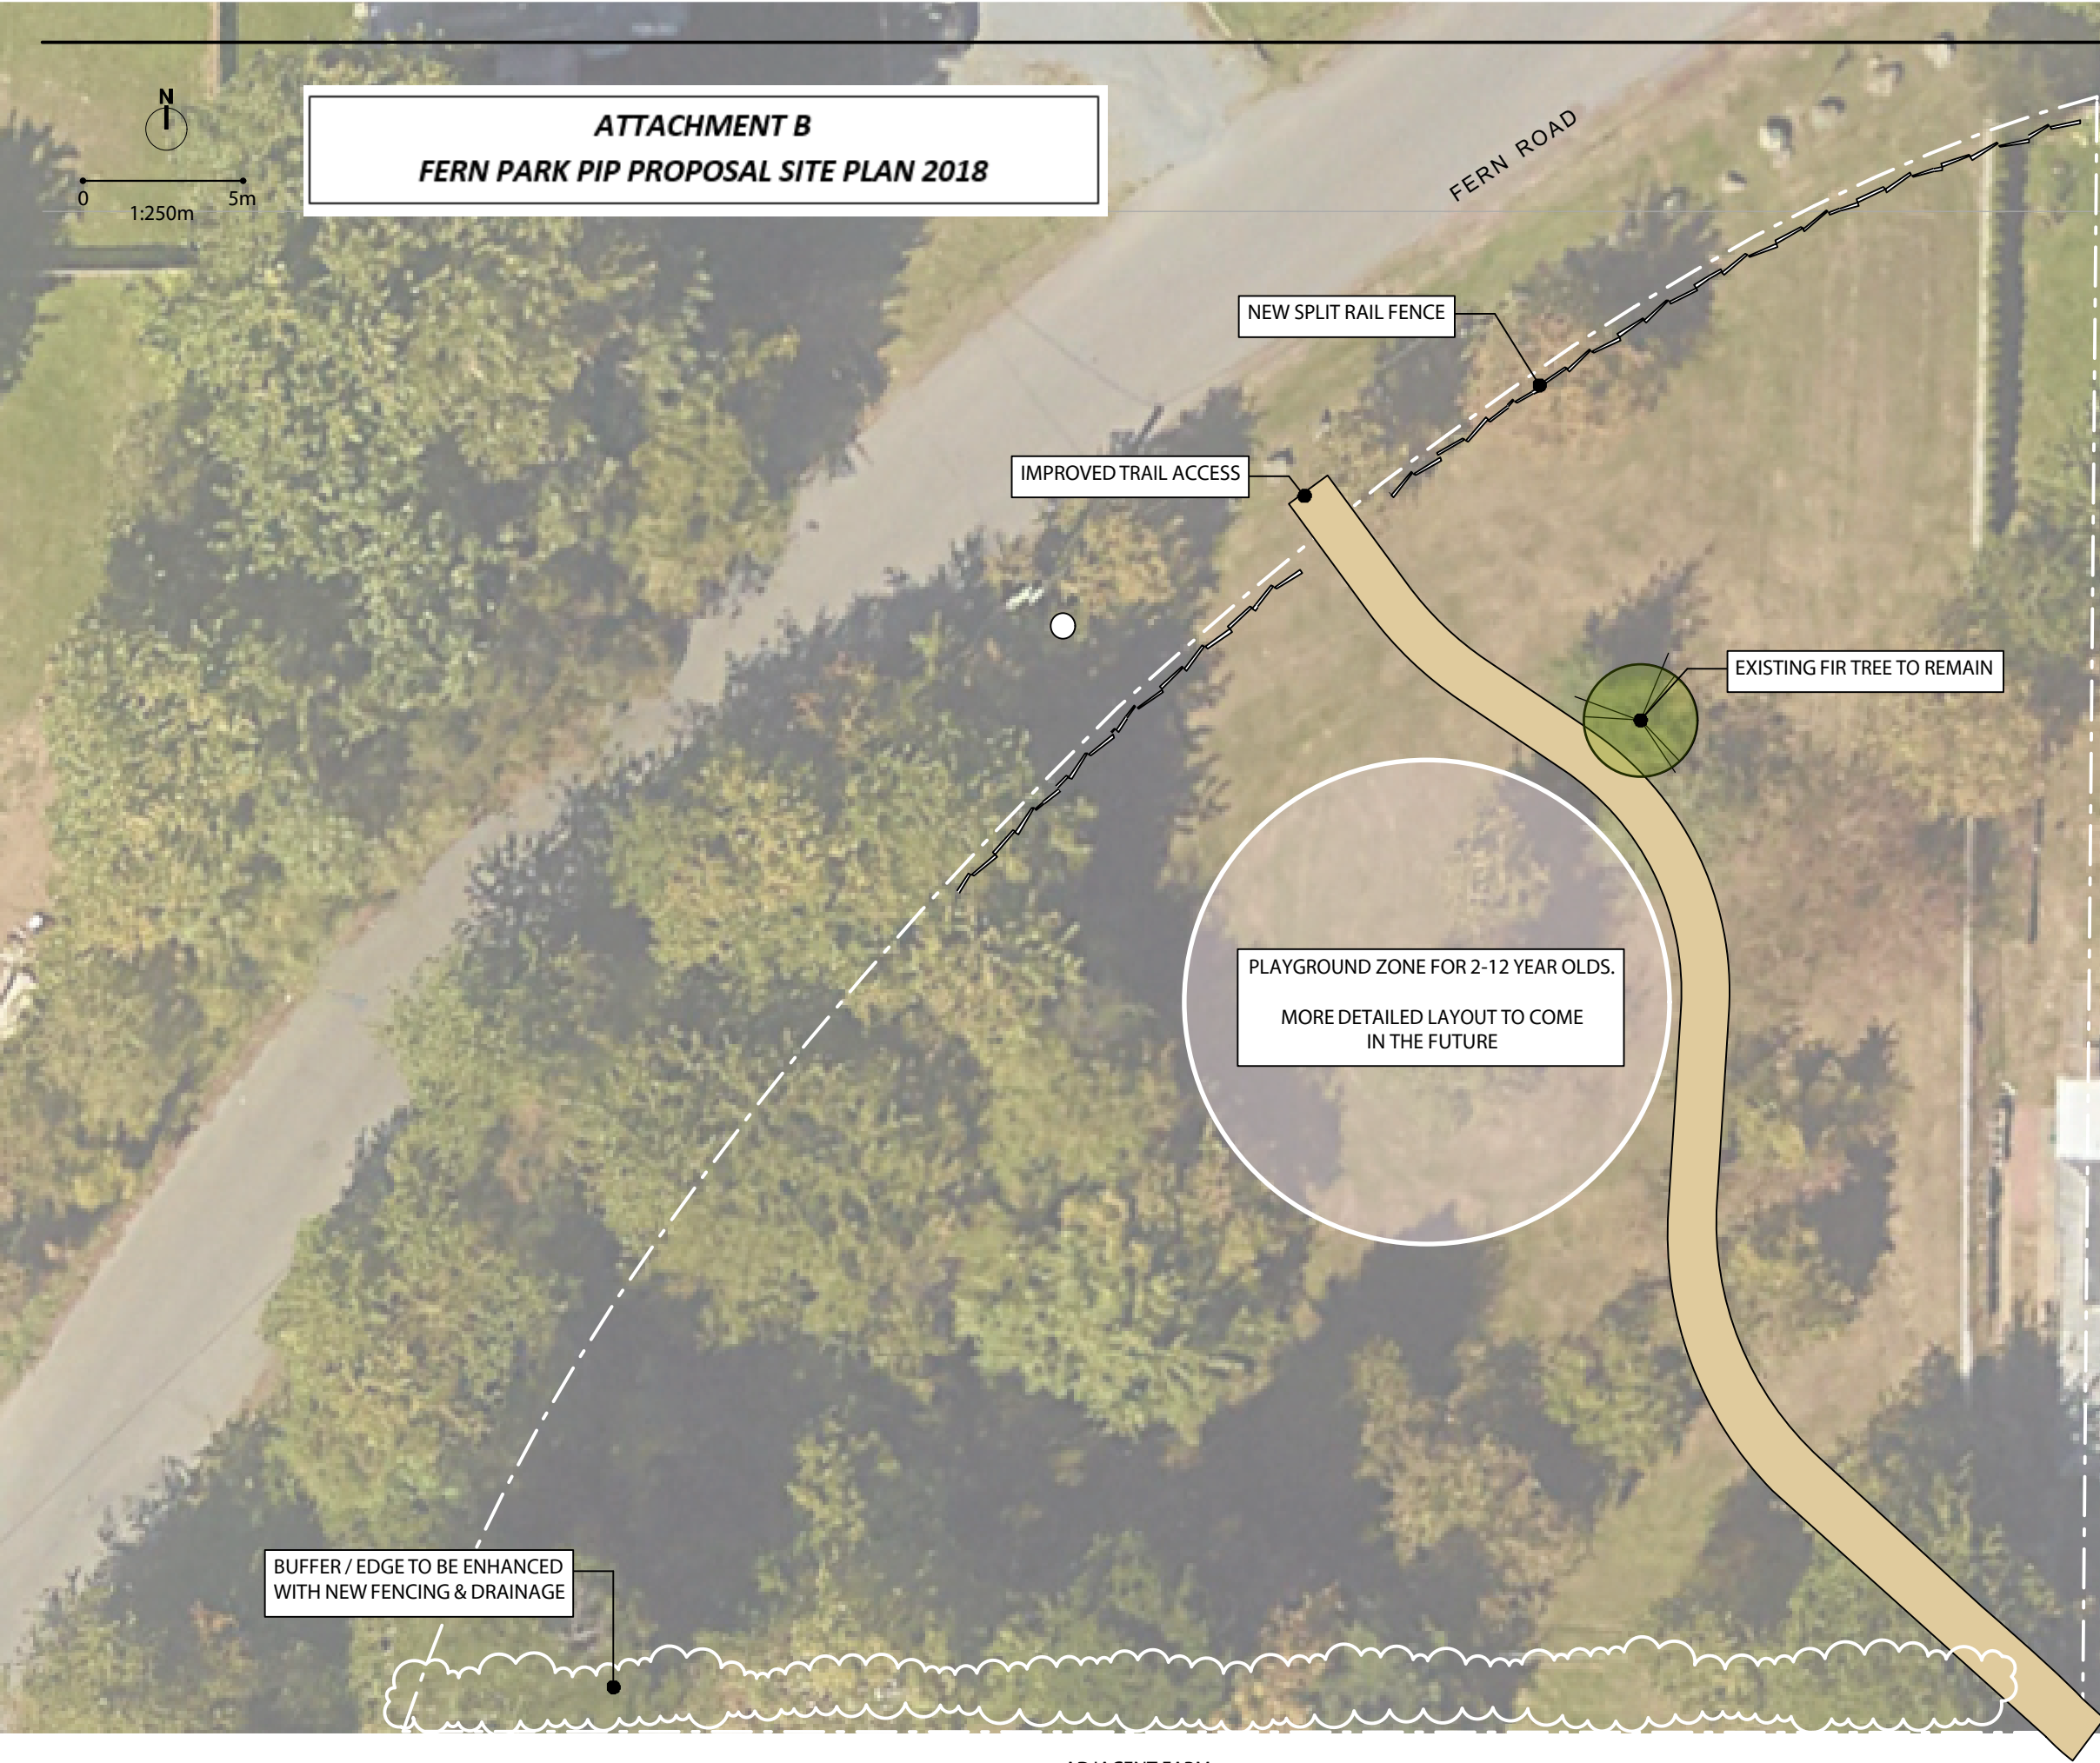 N
ATTACHMENT B
FERN PARK PIP PROPOSAL SITE PLAN 2018
0 5m
1:250m
FERN ROAD
NEW SPLIT RAIL FENCE
IMPROVED TRAIL ACCESS
EXISTING FIR TREE TO REMAIN
PLAYGROUND ZONE FOR 2-12 YEAR OLDS.
MORE DETAILED LAYOUT TO COME
IN THE FUTURE
BUFFER / EDGE TO BE ENHANCED
WITH NEW FENCING & DRAINAGE